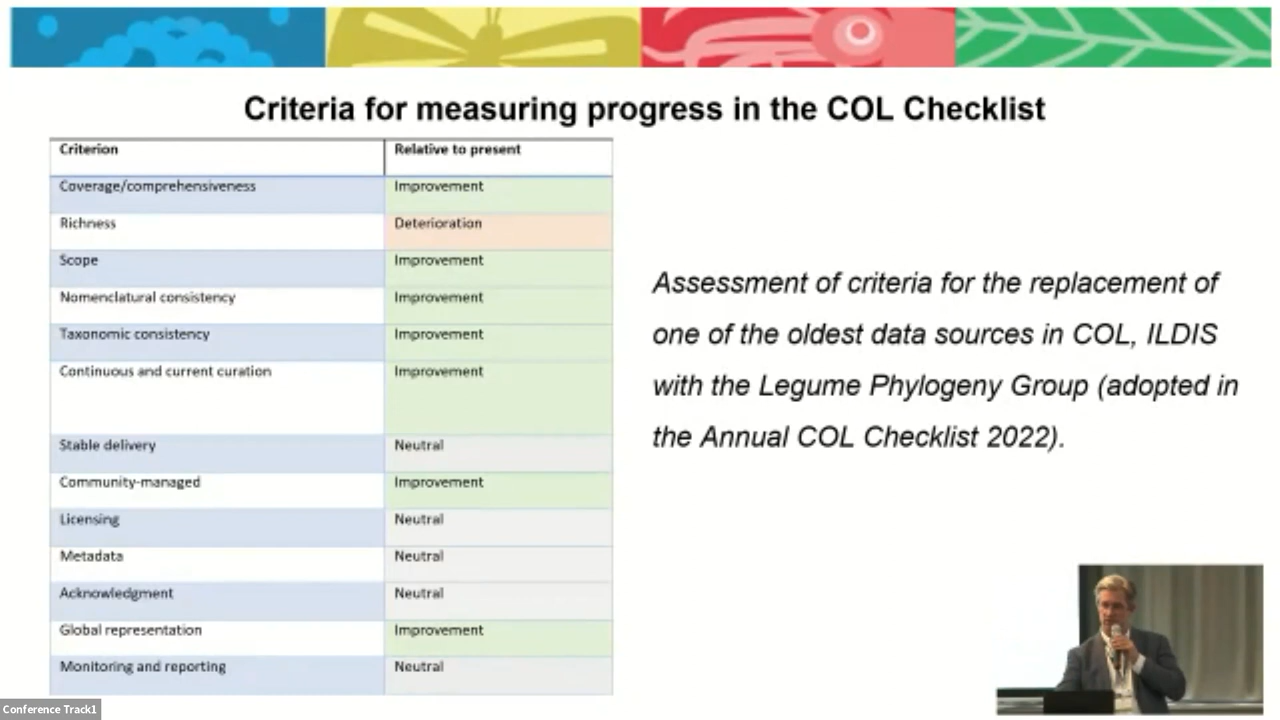 Criteria for measuring progress in the COL Checklist
Criterion Relative to present
Coverage/comprehensiveness Improvement
Richness Deterioration
Scope Improvement
Nomenclatural consistency Improvement
Taxonomic consistency Improvement
Continuous and current curation Improvement
Stable delivery Neutral
Community-managed Improvement
Licensing Neutral
Metadata Neutral
Acknowledgment Neutral
Global representation Improvement
Monitoring and reporting Neutral
Assessment of criteria for the replacement of
one of the oldest data sources in COL, ILDIS
with the Legume Phylogeny Group (adopted in
the Annual COL Checklist 2022).
Conference Track1